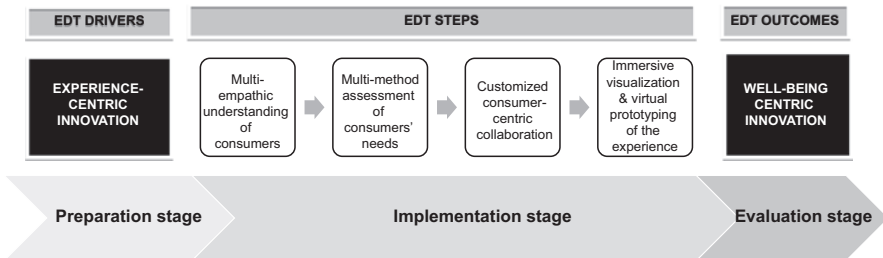 EDT DRIVERS
EDT STEPS
EDT OUTCOMES
EXPERIENCE-
CENTRIC
INNOVATION
Multi-
empathic
understanding
of
consumers
Multi-method
assessment
of
consumers’
needs
Customized
consumer-
centric
collaboration
Immersive
visualization
& virtual
prototyping
of the
experience
WELL-BEING
CENTRIC
INNOVATION
Preparation stage
Implementation stage
Evaluation stage